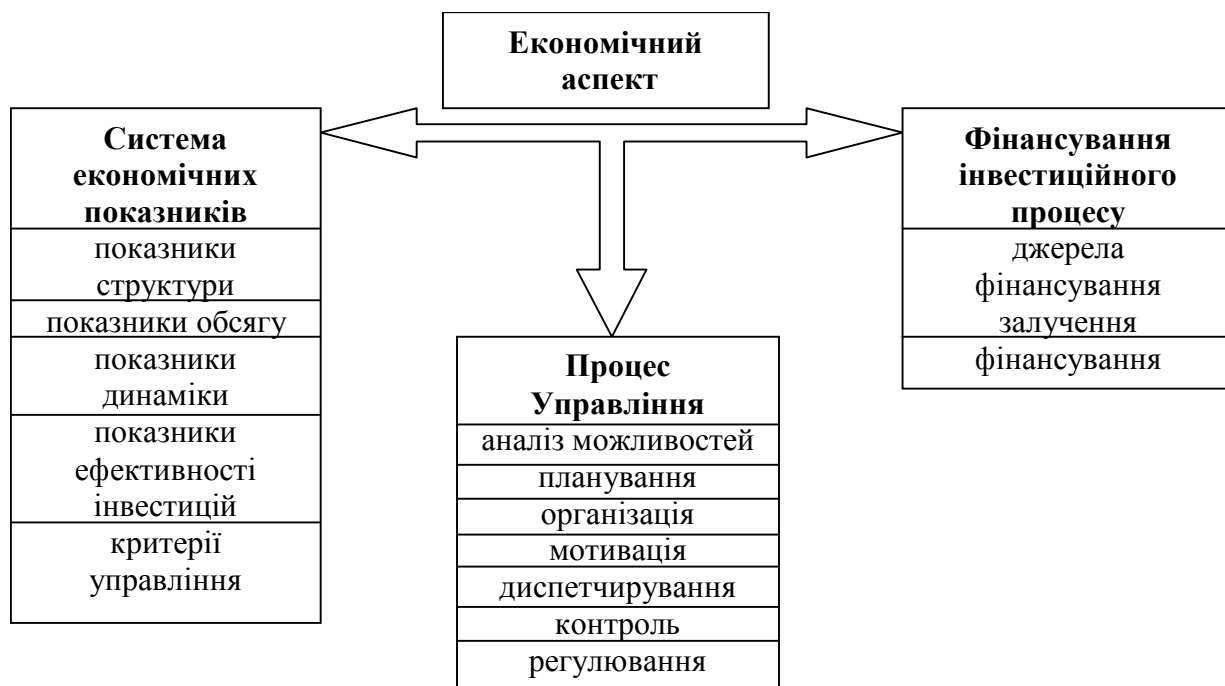 Економічний
аспект
Система
економічних
показників
показники
структури
показники обсягу
показники
динаміки
показники
ефективності
інвестицій
критерії
управління
Процес
Управління
аналіз можливостей
планування
організація
мотивація
диспетчирування
контроль
регулювання
Фінансування
інвестиційного
процесу
джерела
фінансування
залучення
фінансування